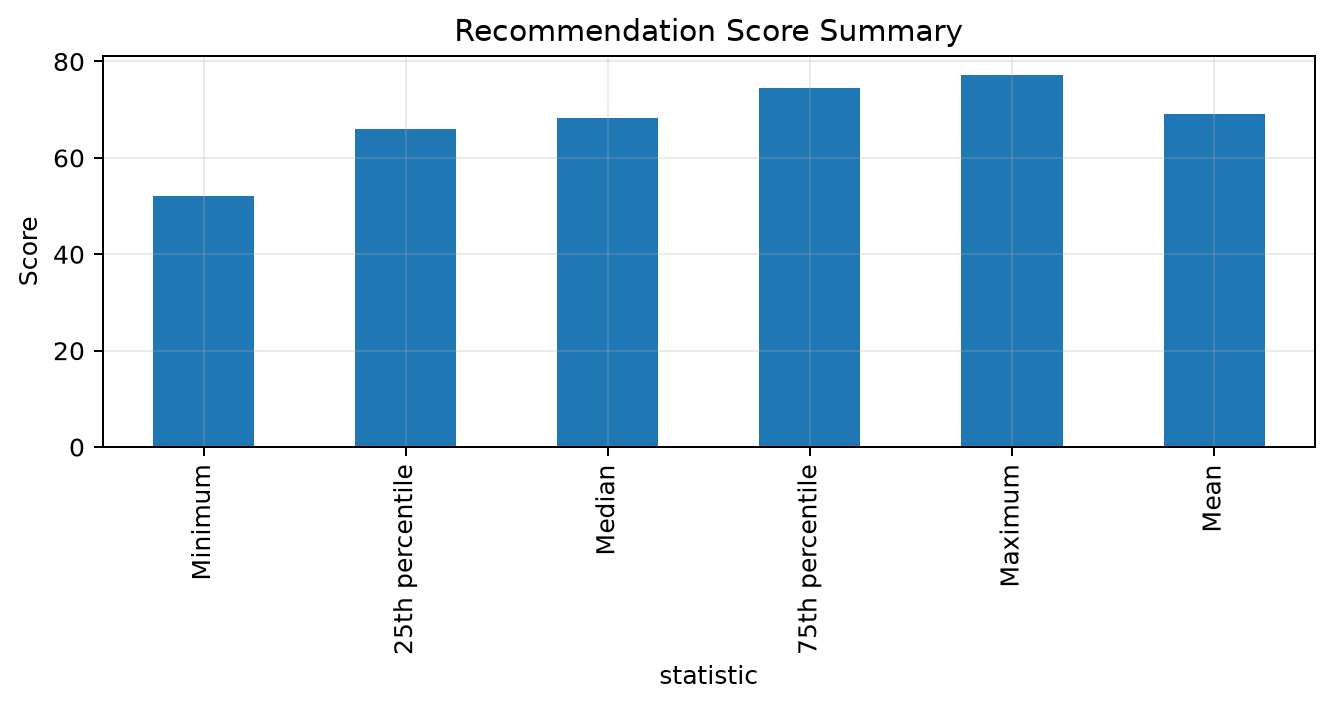 Recommendation Score Summary
80
60
40
20
0
Score
Minimum
25th percentile
Median
75th percentile
Maximum
Mean
statistic